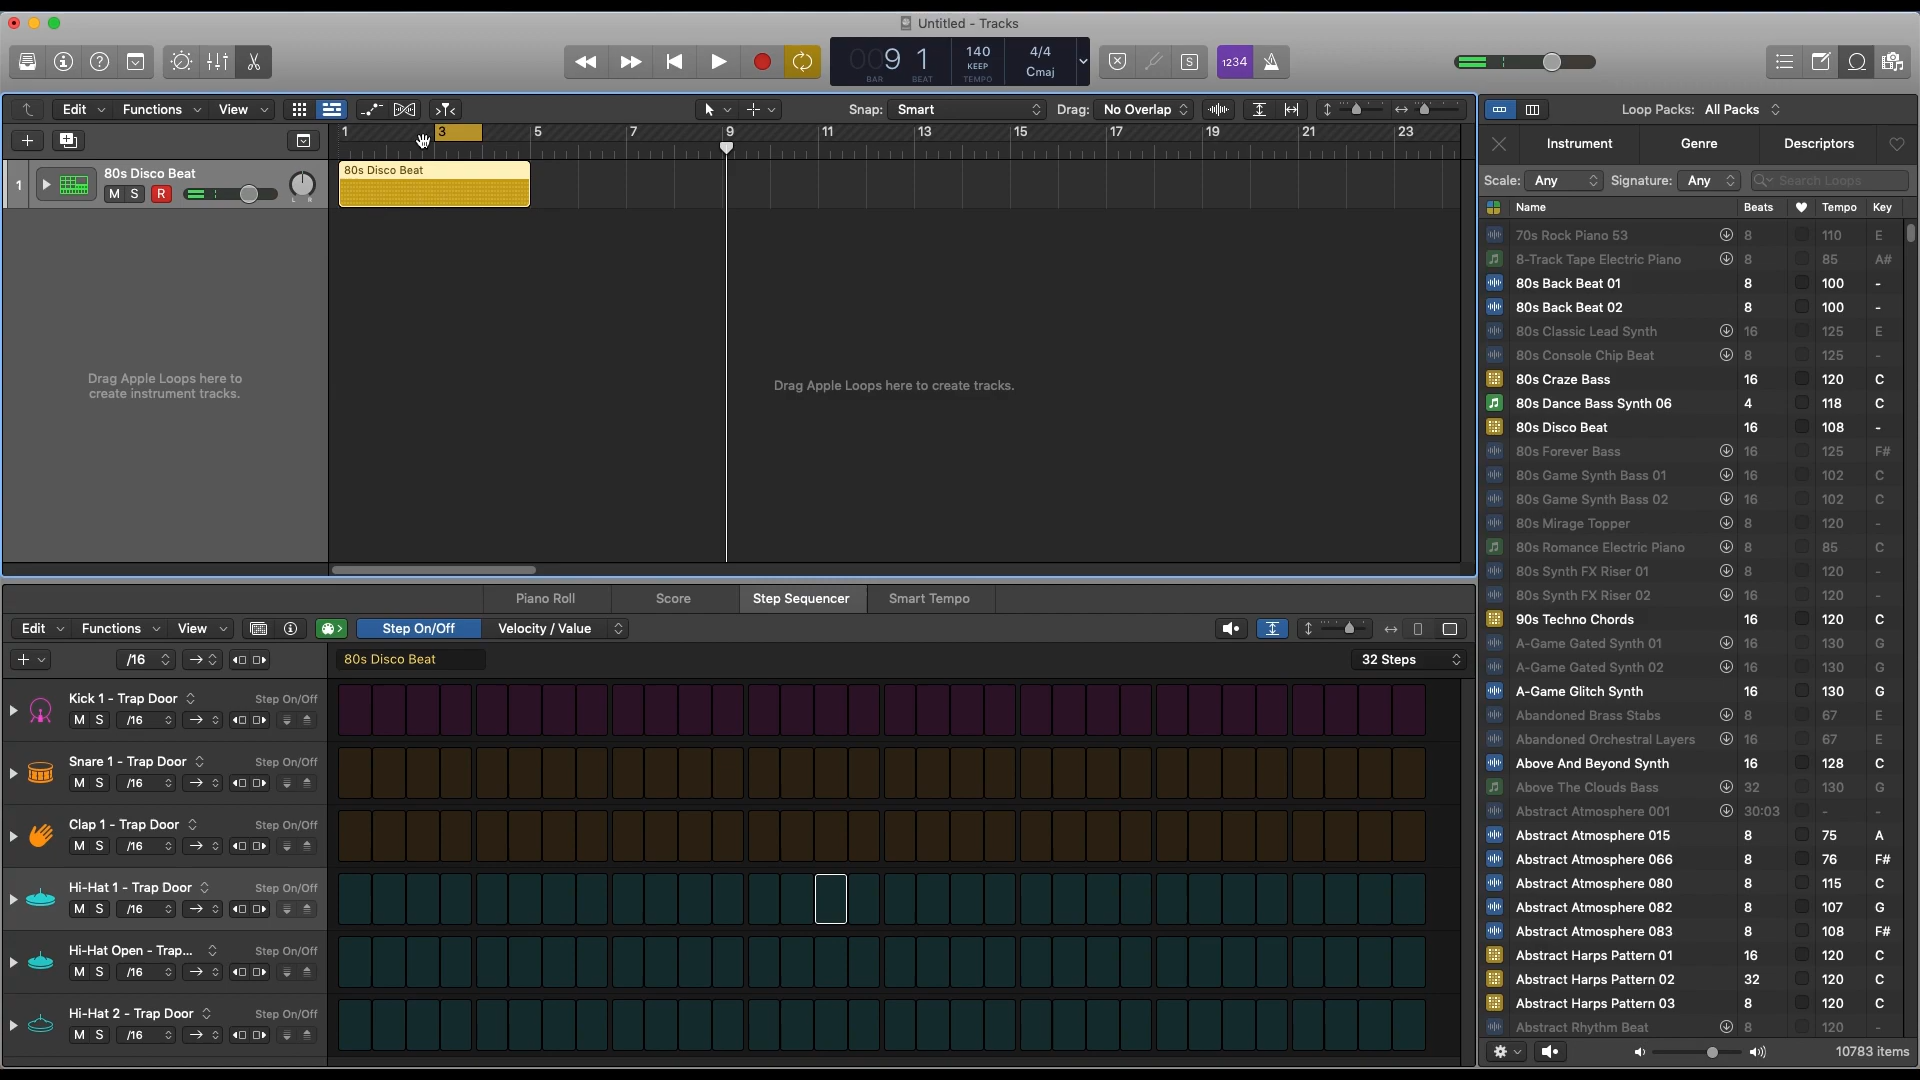 Untitled - Tracks
009 1
BAR BEAT
140
KEEP
TEMPO
4/4
Cmaj
S
1234
Edit Functions View
Snap: Smart Drag: No Overlap
Loop Packs: All Packs
1 3 5 7 9 11 13 15 17 19 21 23
Instrument Genre Descriptors
1
80s Disco Beat
M S R
L R
80s Disco Beat
Scale: Any Signature: Any Search Loops
Name Beats Tempo Key
70s Rock Piano 53 8 110 E
8-Track Tape Electric Piano 8 85 A#
80s Back Beat 01 8 100 -
80s Back Beat 02 8 100 -
80s Classic Lead Synth 16 125 E
80s Console Chip Beat 8 125 -
80s Craze Bass 16 120 C
80s Dance Bass Synth 06 4 118 C
80s Disco Beat 16 108 -
80s Forever Bass 16 125 F#
80s Game Synth Bass 01 16 102 C
80s Game Synth Bass 02 16 102 C
80s Mirage Topper 8 120 -
80s Romance Electric Piano 8 85 C
80s Synth FX Riser 01 8 120 -
80s Synth FX Riser 02 16 120 -
90s Techno Chords 16 120 C
A-Game Gated Synth 01 16 130 G
A-Game Gated Synth 02 16 130 G
A-Game Glitch Synth 16 130 G
Abandoned Brass Stabs 8 67 E
Abandoned Orchestral Layers 16 67 E
Above And Beyond Synth 16 128 C
Above The Clouds Bass 32 130 G
Abstract Atmosphere 001 30:03 - -
Abstract Atmosphere 015 8 75 A
Abstract Atmosphere 066 8 76 F#
Abstract Atmosphere 080 8 115 C
Abstract Atmosphere 082 8 107 G
Abstract Atmosphere 083 8 108 F#
Abstract Harps Pattern 01 16 120 C
Abstract Harps Pattern 02 32 120 C
Abstract Harps Pattern 03 8 120 C
Abstract Rhythm Beat 8 120 -
10783 items
Drag Apple Loops here to
create instrument tracks.
Drag Apple Loops here to create tracks.
Piano Roll Score Step Sequencer Smart Tempo
Edit Functions View
Step On/Off Velocity / Value
/16
80s Disco Beat
32 Steps
Kick 1 - Trap Door Step On/Off
M S /16
Snare 1 - Trap Door Step On/Off
M S /16
Clap 1 - Trap Door Step On/Off
M S /16
Hi-Hat 1 - Trap Door Step On/Off
M S /16
Hi-Hat Open - Trap... Step On/Off
M S /16
Hi-Hat 2 - Trap Door Step On/Off
M S /16